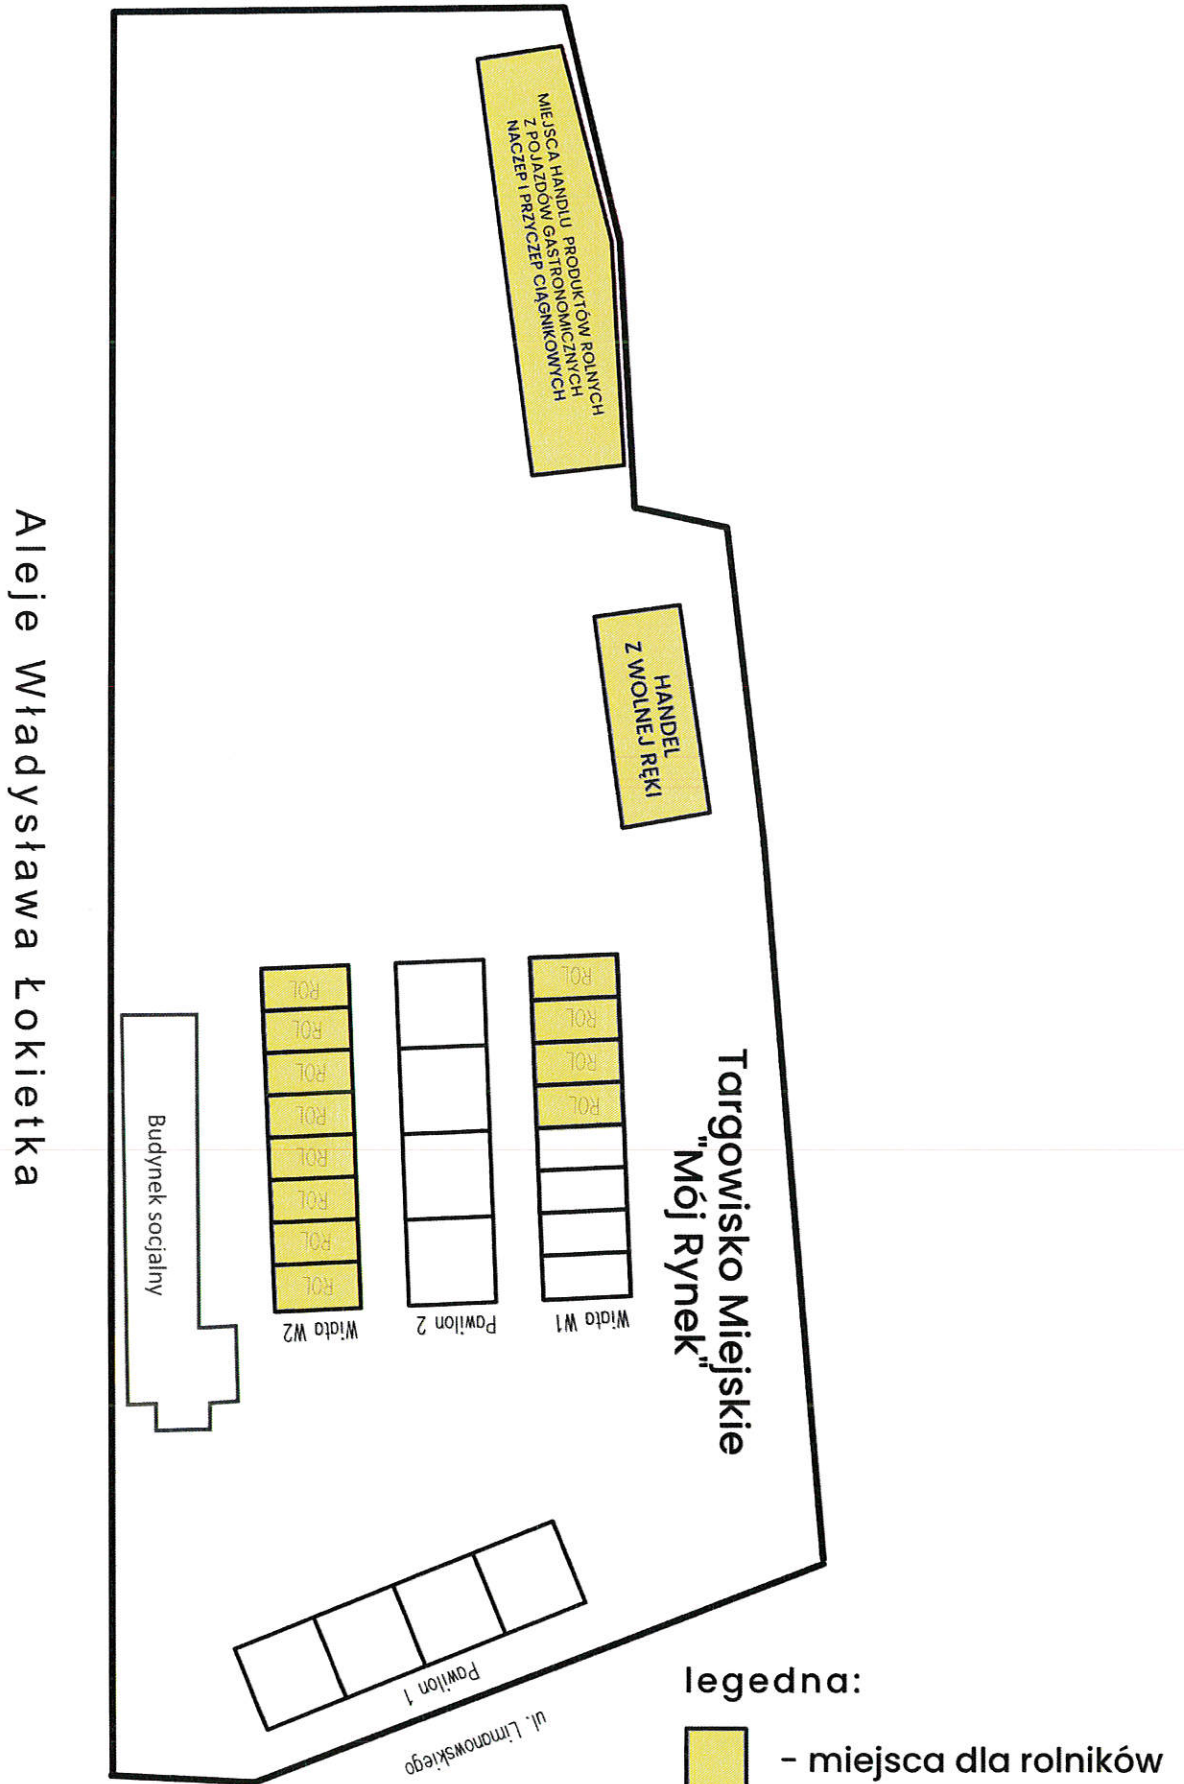 MIEJSCA HANDLU PRODUKTÓW ROLNYCH
Z POJAZDÓW GASTRONOMICZNYCH
NACZEP I PRZYCZEP CIĄGNIKOWYCH
HANDEL
Z WOLNEJ RĘKI
Aleje Władysława Łokietka
ROL
ROL
ROL
ROL
ROL
ROL
ROL
ROL
Wiata W2
Pawilon 2
ROL
ROL
ROL
ROL
Wiata W1
Targowisko Miejskie
"Mój Rynek"
Budynek socjalny
Pawilon 1
ul. Limanowskiego
legedna:
- miejsca dla rolników